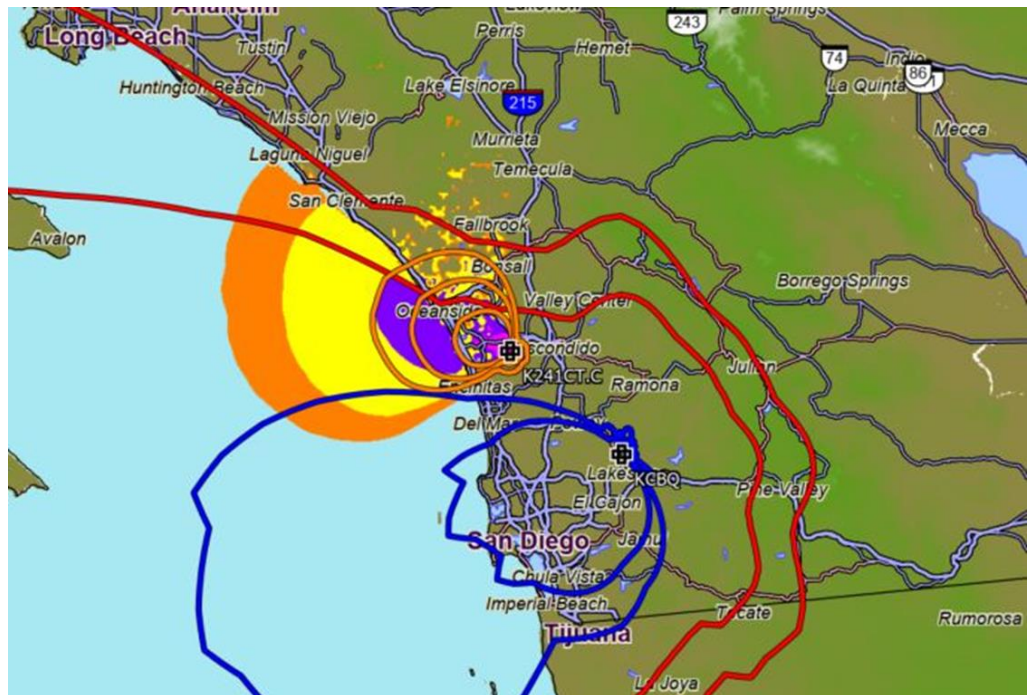 Anaheim
Long Beach
Tustin
Huntington Beach
Mission Viejo
Laguna Niguel
San Clemente
Avalon
Lakeview
Perris
Hemet
Lake Elsinore
215
Murrieta
Temecula
243
Palm Springs
74
Indio
86
La Quinta
Mecca
Fallbrook
Bonsall
Valley Center
Borrego Springs
Escondido
K241CT.C
Encinitas
Ramona
Julian
Del Mar
KCBQ
El Cajon
Pine Valley
San Diego
Jamul
Chula Vista
Imperial Beach
Tijuana
Tecate
Rumorosa
La Joya